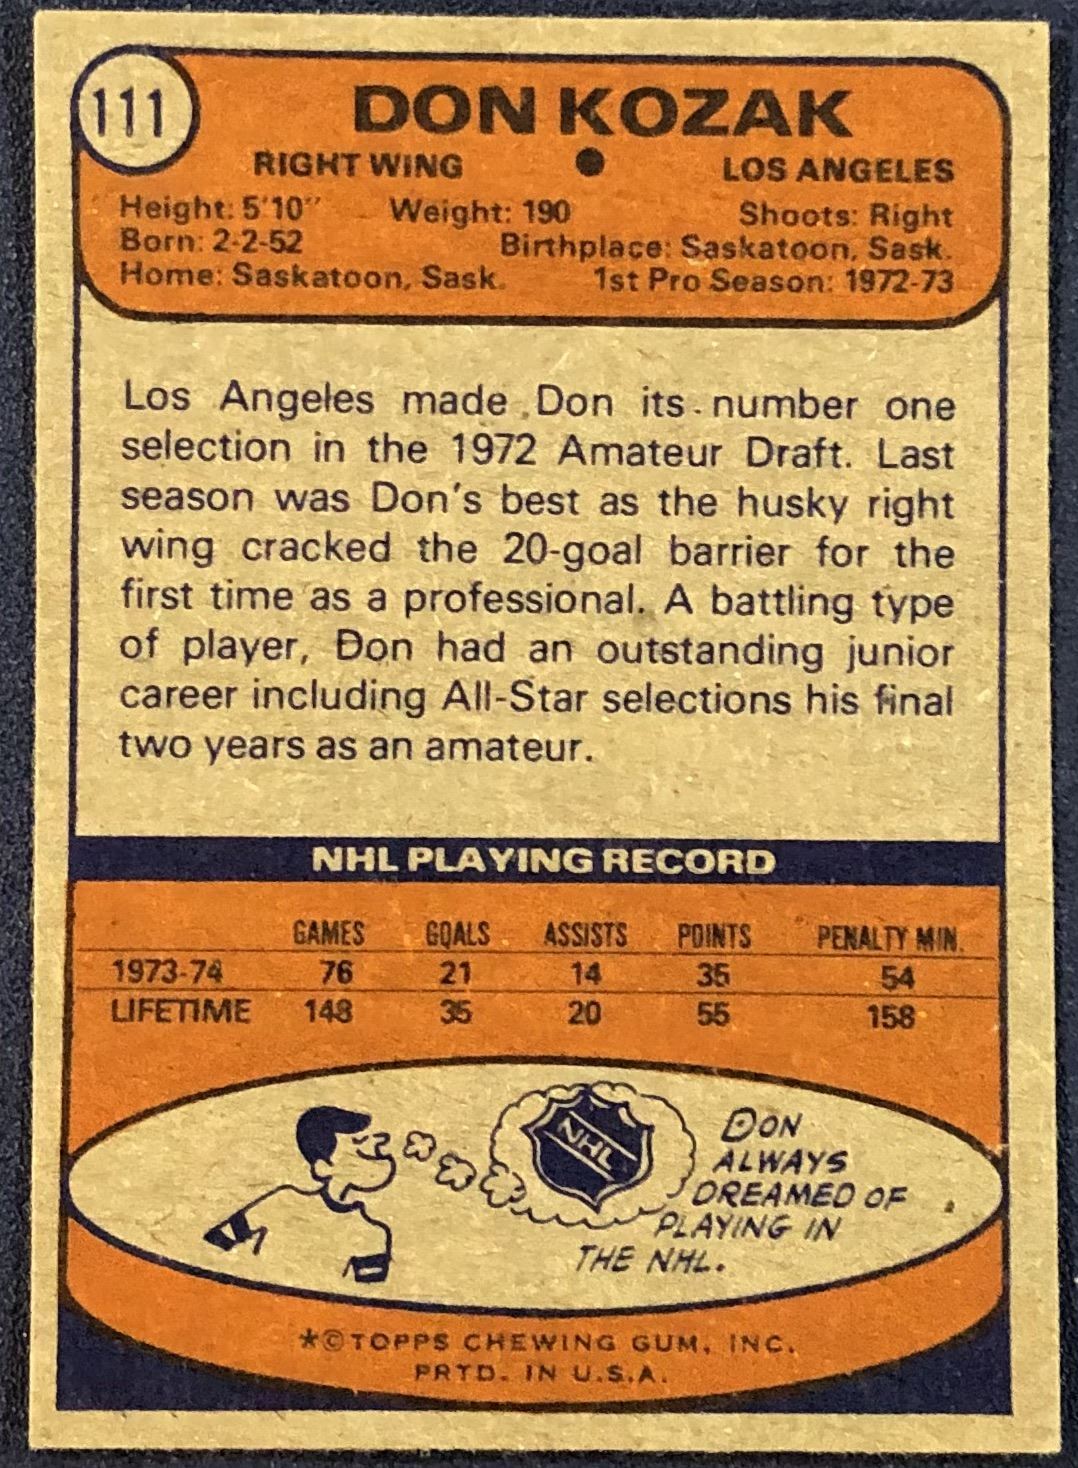 111
DON KOZAK
RIGHT WING ● LOS ANGELES
Height: 5'10" Weight: 190 Shoots: Right
Born: 2-2-52 Birthplace: Saskatoon, Sask.
Home: Saskatoon, Sask. 1st Pro Season: 1972-73
Los Angeles made Don its number one
selection in the 1972 Amateur Draft. Last
season was Don's best as the husky right
wing cracked the 20-goal barrier for the
first time as a professional. A battling type
of player, Don had an outstanding junior
career including All-Star selections his final
two years as an amateur.
NHL PLAYING RECORD
GAMES GOALS ASSISTS POINTS PENALTY MIN.
1973-74 76 21 14 35 54
LIFETIME 148 35 20 55 158
NHL
DON
ALWAYS
DREAMED OF
PLAYING IN
THE NHL.
*© TOPPS CHEWING GUM, INC.
PRTD. IN U.S.A.